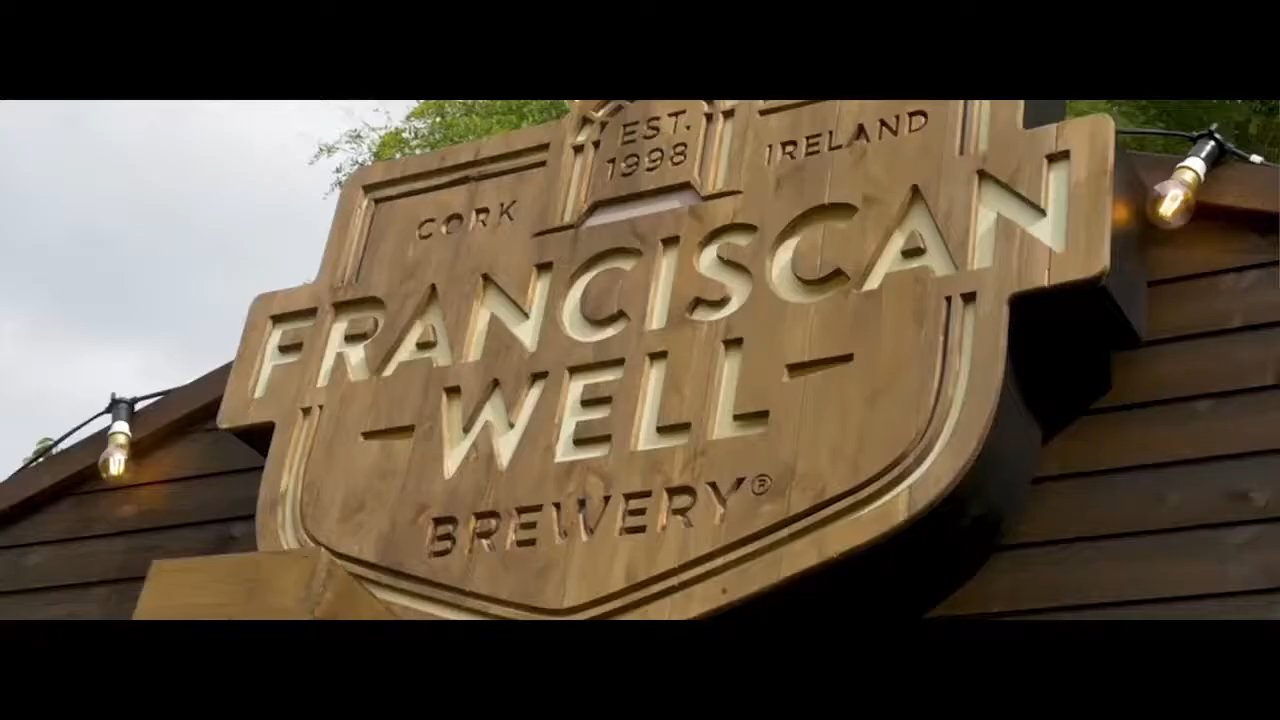 EST.
1998
CORK
IRELAND
FRANCISCAN
WELL
BREWERY®